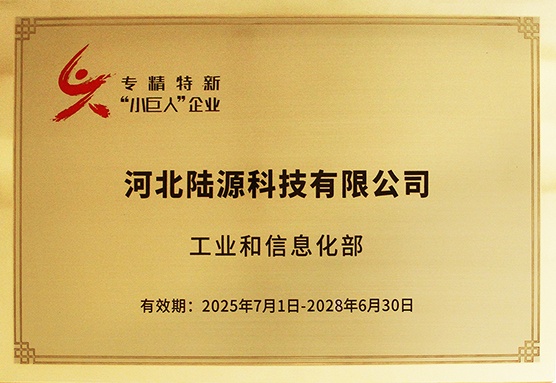 专精特新
“小巨人”企业
河北陆源科技有限公司
工业和信息化部
有效期：2025年7月1日-2028年6月30日